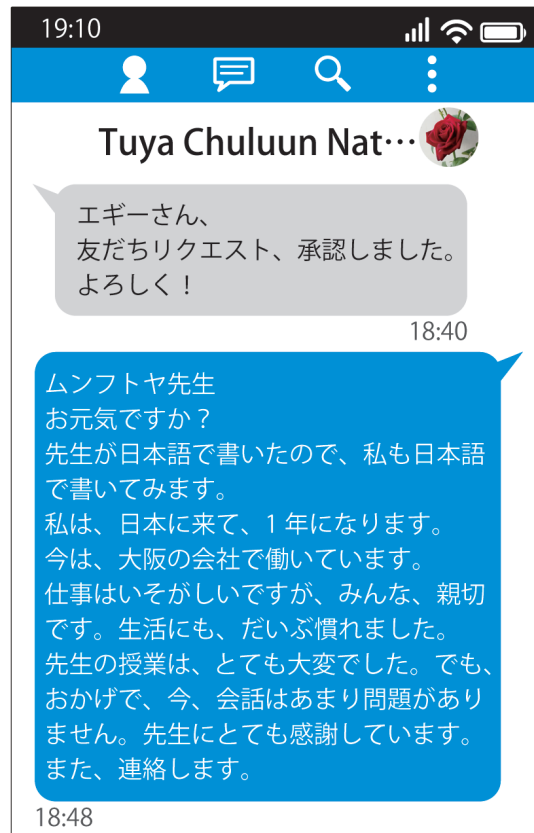 19:10
Tuya Chuluun Nat…
エギーさん、
友だちリクエスト、承認しました。
よろしく！
18:40
ムンフトヤ先生
お元気ですか？
先生が日本語で書いたので、私も日本語
で書いてみます。
私は、日本に来て、1 年になります。
今は、大阪の会社で働いています。
仕事はいそがしいですが、みんな、親切
です。生活にも、だいぶ慣れました。
先生の授業は、とても大変でした。でも、
おかげで、今、会話はあまり問題があり
ません。先生にとても感謝しています。
また、連絡します。
18:48